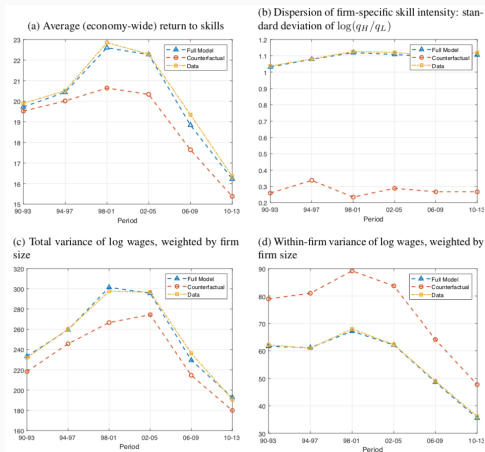 (a) Average (economy-wide) return to skills
23
22
21
20
19
18
17
16
15
90-93 94-97 98-01 02-05 06-09 10-13
Period
Full Model
Counterfactual
Data
(b) Dispersion of firm-specific skill intensity: stan-
dard deviation of log(q_H/q_L)
1.2
1.1
1
0.9
0.8
0.7
0.6
0.5
0.4
0.3
0.2
90-93 94-97 98-01 02-05 06-09 10-13
Period
Full Model
Counterfactual
Data
(c) Total variance of log wages, weighted by firm
size
320
300
280
260
240
220
200
180
160
90-93 94-97 98-01 02-05 06-09 10-13
Period
Full Model
Counterfactual
Data
(d) Within-firm variance of log wages, weighted by
firm size
90
80
70
60
50
40
30
90-93 94-97 98-01 02-05 06-09 10-13
Period
Full Model
Counterfactual
Data